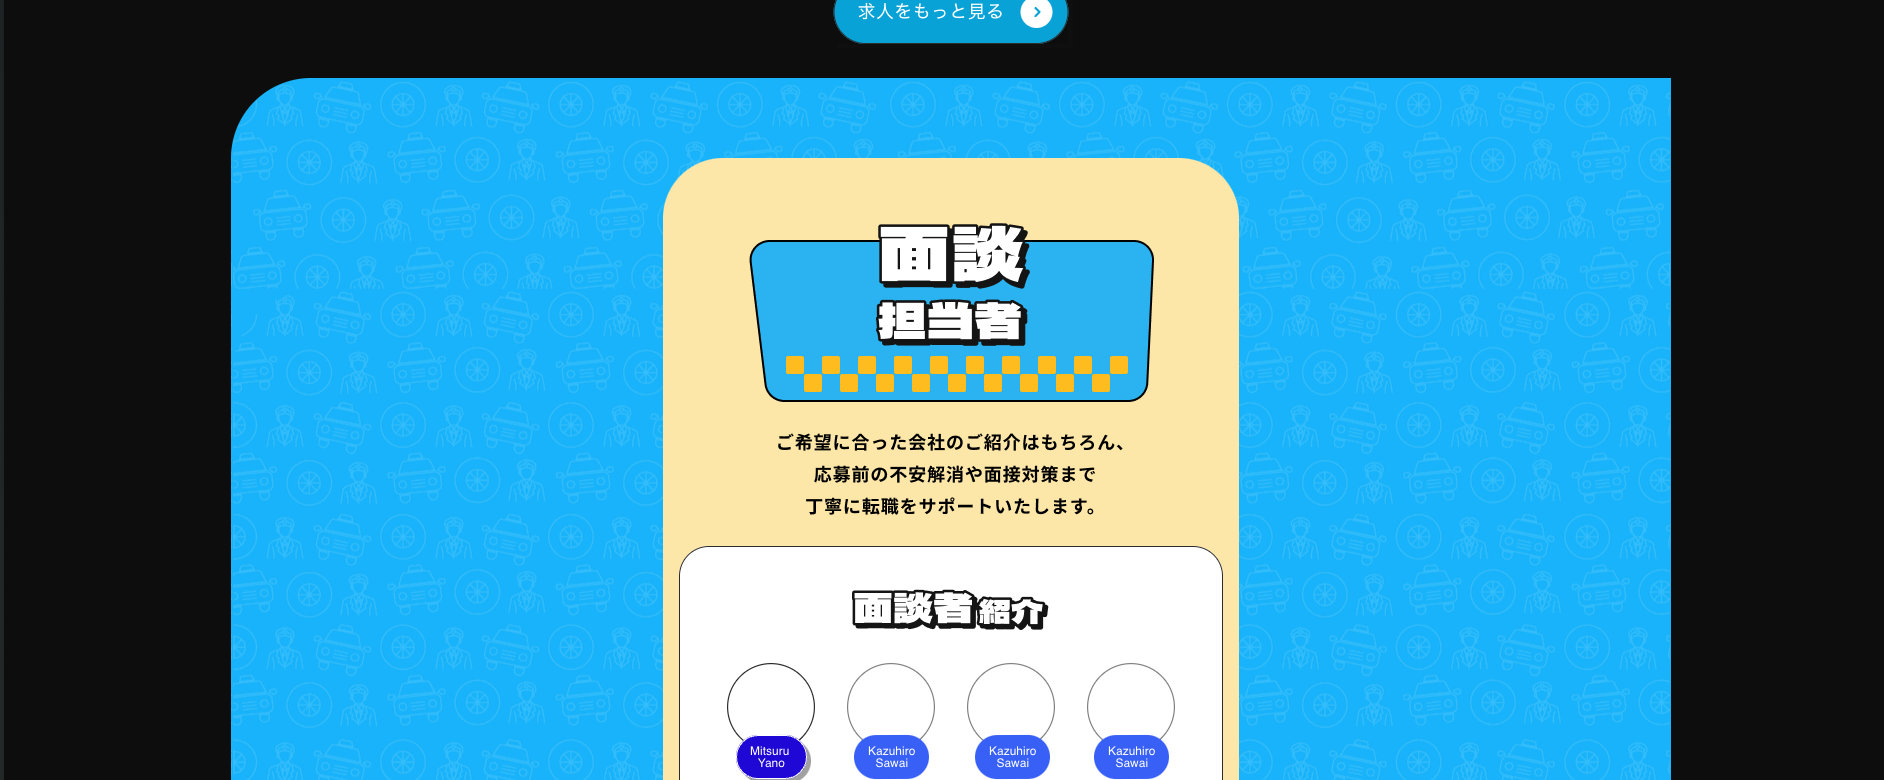 求人をもっと見る
面談
担当者
ご希望に合った会社のご紹介はもちろん、
応募前の不安解消や面接対策まで
丁寧に転職をサポートいたします。
面談者紹介
Mitsuru
Yano
Kazuhiro
Sawai
Kazuhiro
Sawai
Kazuhiro
Sawai